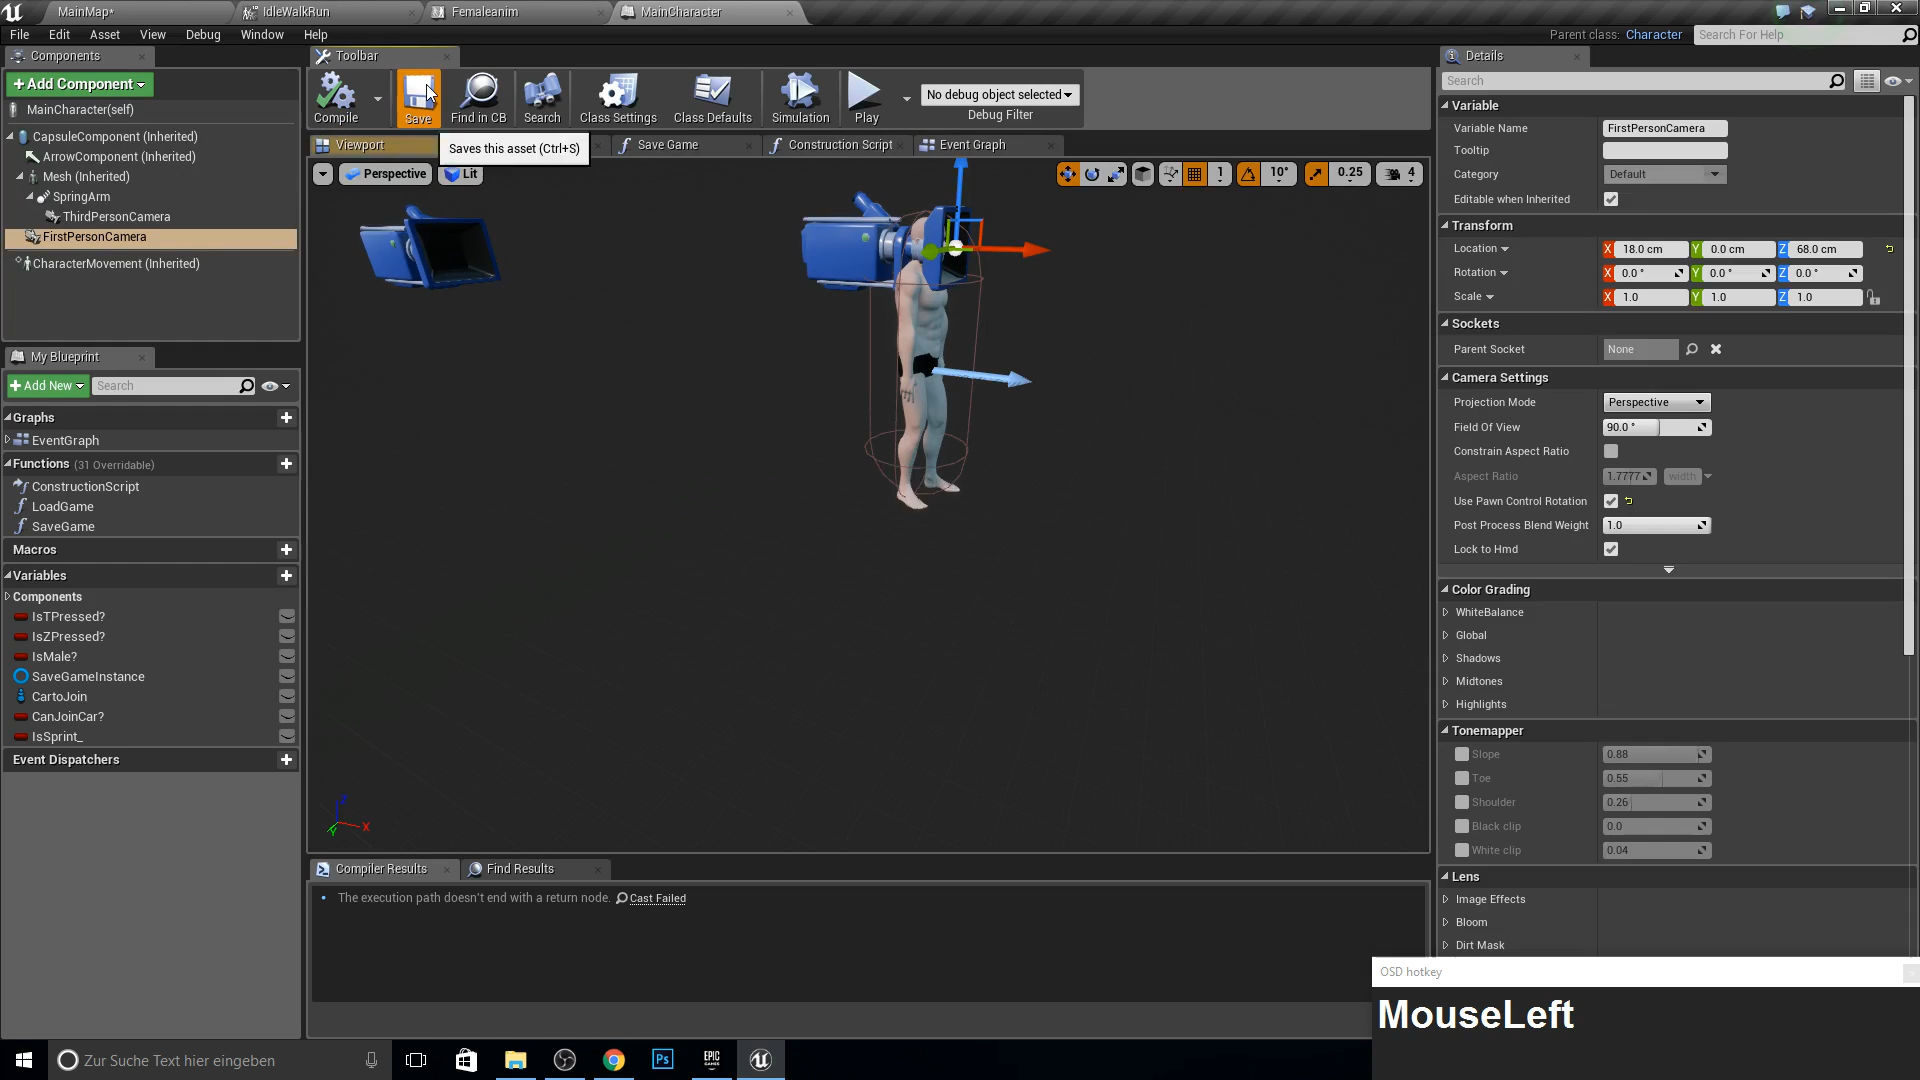 MainMap*
IdleWalkRun
Femaleanim
MainCharacter
File Edit Asset View Debug Window Help
Parent class: Character
Search For Help
Components
Toolbar
Details
+ Add Component
Compile
Save
Find in CB
Search
Class Settings
Class Defaults
Simulation
Play
No debug object selected
Debug Filter
Saves this asset (Ctrl+S)
MainCharacter(self)
CapsuleComponent (Inherited)
ArrowComponent (Inherited)
Mesh (Inherited)
SpringArm
ThirdPersonCamera
FirstPersonCamera
CharacterMovement (Inherited)
Viewport
Save Game
Construction Script
Event Graph
Perspective
Lit
1
10°
0.25
4
My Blueprint
+ Add New
Search
Graphs
EventGraph
Functions (31 Overridable)
ConstructionScript
LoadGame
SaveGame
Macros
Variables
Components
IsTPressed?
IsZPressed?
IsMale?
SaveGameInstance
CartoJoin
CanJoinCar?
IsSprint_
Event Dispatchers
Z
X
Y
Compiler Results
Find Results
The execution path doesn't end with a return node. Cast Failed
Search
Variable
Variable Name FirstPersonCamera
Tooltip
Category Default
Editable when Inherited
Transform
Location X 18.0 cm Y 0.0 cm Z 68.0 cm
Rotation X 0.0 ° Y 0.0 ° Z 0.0 °
Scale X 1.0 Y 1.0 Z 1.0
Sockets
Parent Socket None
Camera Settings
Projection Mode Perspective
Field Of View 90.0 °
Constrain Aspect Ratio
Aspect Ratio 1.7777 width
Use Pawn Control Rotation
Post Process Blend Weight 1.0
Lock to Hmd
Color Grading
WhiteBalance
Global
Shadows
Midtones
Highlights
Tonemapper
Slope 0.88
Toe 0.55
Shoulder 0.26
Black clip 0.0
White clip 0.04
Lens
Image Effects
Bloom
Dirt Mask
OSD hotkey
MouseLeft
Zur Suche Text hier eingeben
Ps
EPIC GAMES